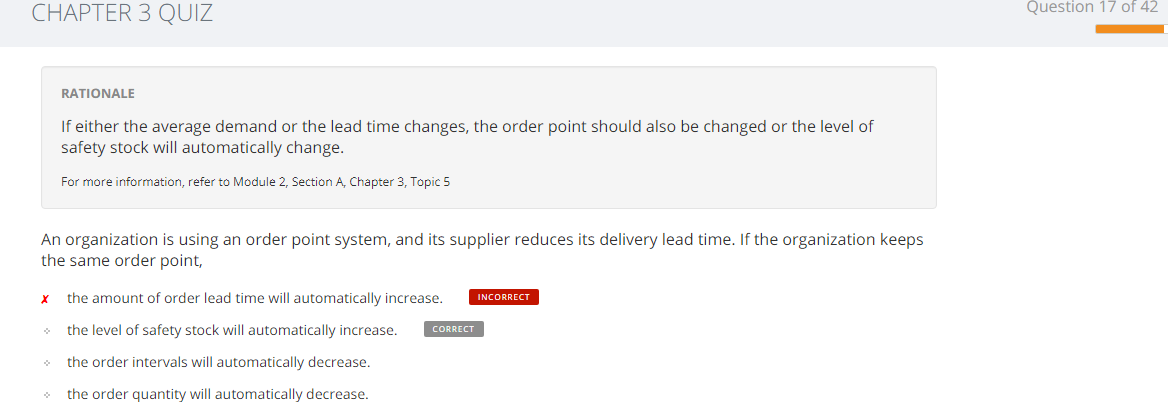 CHAPTER 3 QUIZ
Question 17 of 42
RATIONALE
If either the average demand or the lead time changes, the order point should also be changed or the level of
safety stock will automatically change.
For more information, refer to Module 2, Section A, Chapter 3, Topic 5
An organization is using an order point system, and its supplier reduces its delivery lead time. If the organization keeps
the same order point,
the amount of order lead time will automatically increase. INCORRECT
the level of safety stock will automatically increase. CORRECT
the order intervals will automatically decrease.
the order quantity will automatically decrease.